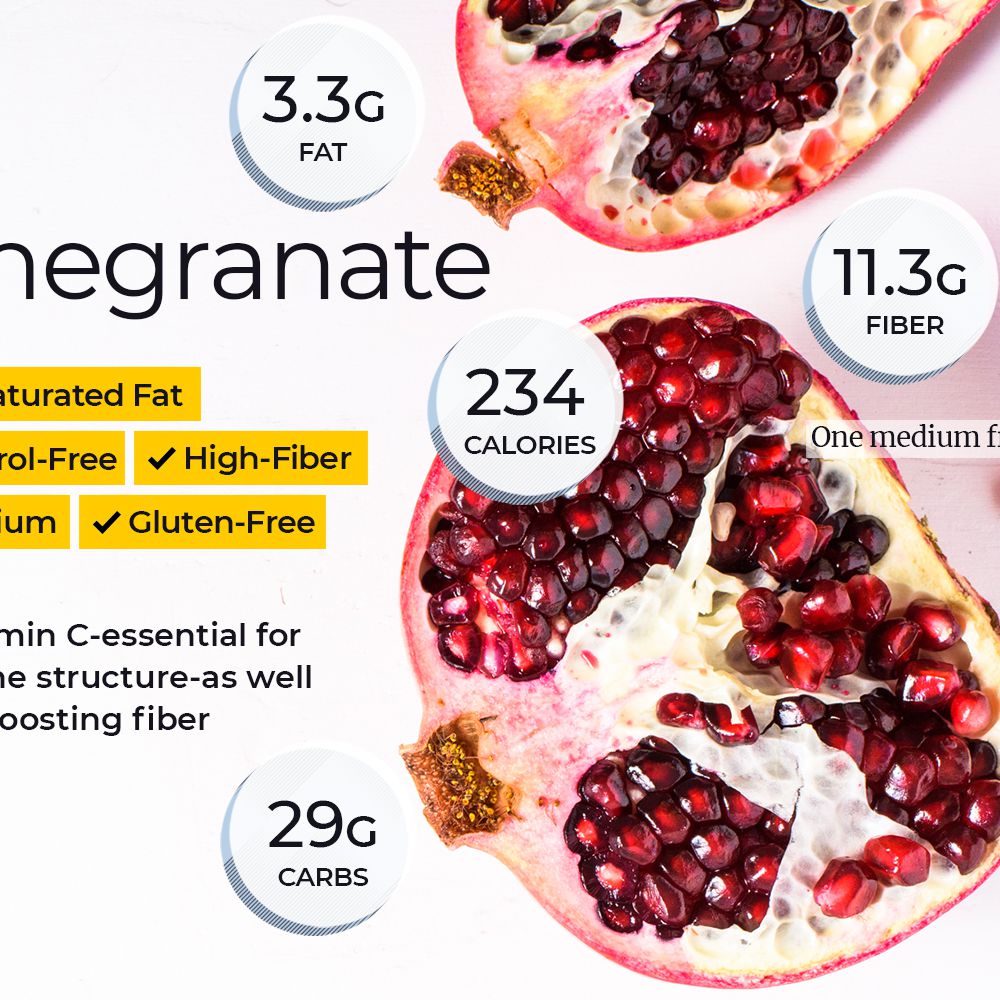 3.3G
FAT
negranate
11.3G
FIBER
234
CALORIES
aturated Fat
One medium fr
rol-Free
✓ High-Fiber
ium
✓ Gluten-Free
min C-essential for
ne structure-as well
oosting fiber
29G
CARBS